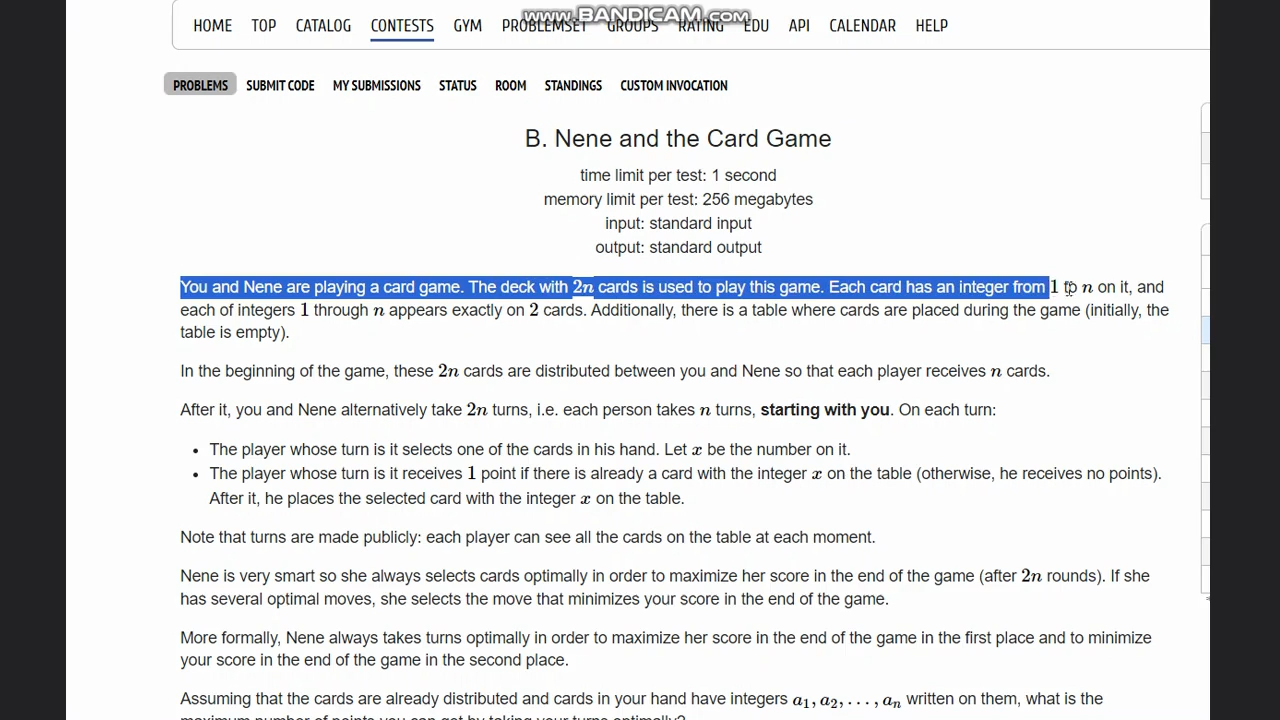 www.BANDICAM.com
HOME TOP CATALOG CONTESTS GYM PROBLEMSET GROUPS RATING EDU API CALENDAR HELP
PROBLEMS SUBMIT CODE MY SUBMISSIONS STATUS ROOM STANDINGS CUSTOM INVOCATION
B. Nene and the Card Game
time limit per test: 1 second
memory limit per test: 256 megabytes
input: standard input
output: standard output
You and Nene are playing a card game. The deck with 2n cards is used to play this game. Each card has an integer from 1 to n on it, and
each of integers 1 through n appears exactly on 2 cards. Additionally, there is a table where cards are placed during the game (initially, the
table is empty).
In the beginning of the game, these 2n cards are distributed between you and Nene so that each player receives n cards.
After it, you and Nene alternatively take 2n turns, i.e. each person takes n turns, starting with you. On each turn:
• The player whose turn is it selects one of the cards in his hand. Let x be the number on it.
• The player whose turn is it receives 1 point if there is already a card with the integer x on the table (otherwise, he receives no points).
After it, he places the selected card with the integer x on the table.
Note that turns are made publicly: each player can see all the cards on the table at each moment.
Nene is very smart so she always selects cards optimally in order to maximize her score in the end of the game (after 2n rounds). If she
has several optimal moves, she selects the move that minimizes your score in the end of the game.
More formally, Nene always takes turns optimally in order to maximize her score in the end of the game in the first place and to minimize
your score in the end of the game in the second place.
Assuming that the cards are already distributed and cards in your hand have integers a₁, a₂, . . . , aₙ written on them, what is the
maximum number of points you can get by taking your turns optimally?